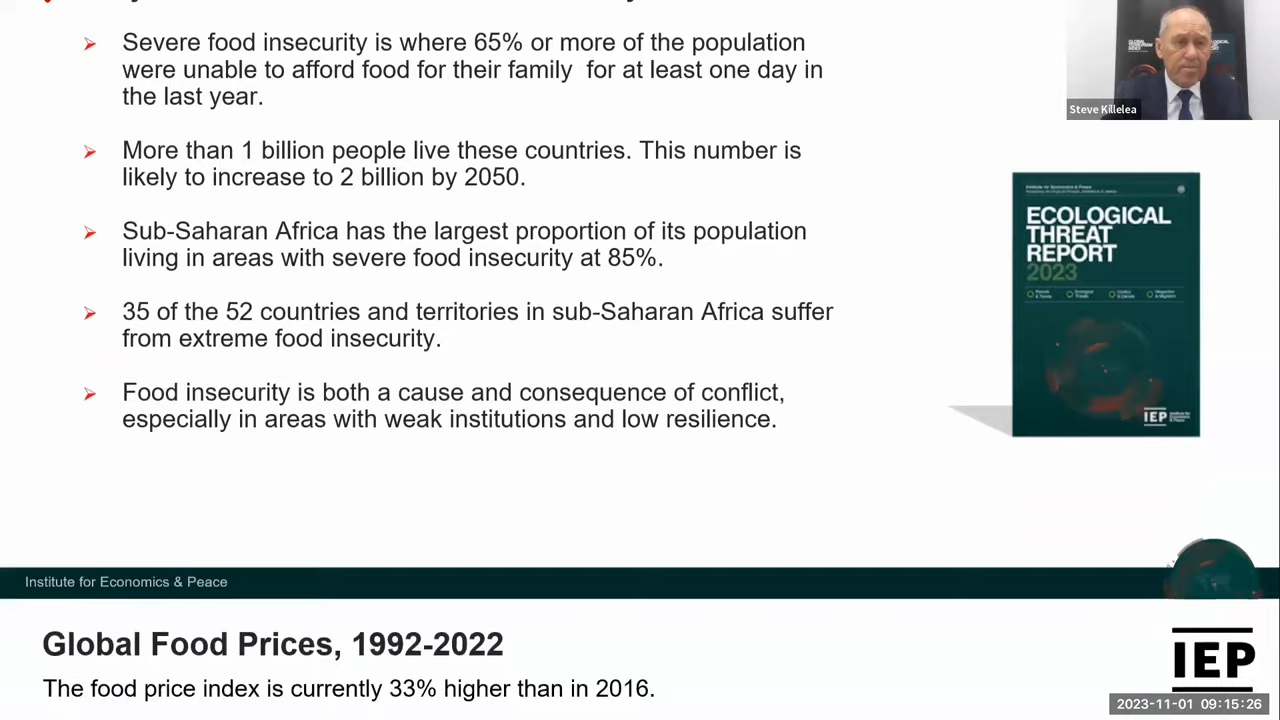 Severe food insecurity is where 65% or more of the population
were unable to afford food for their family for at least one day in
the last year.
More than 1 billion people live these countries. This number is
likely to increase to 2 billion by 2050.
Sub-Saharan Africa has the largest proportion of its population
living in areas with severe food insecurity at 85%.
35 of the 52 countries and territories in sub-Saharan Africa suffer
from extreme food insecurity.
Food insecurity is both a cause and consequence of conflict,
especially in areas with weak institutions and low resilience.
Steve Killelea
Institute for Economics & Peace
ECOLOGICAL
THREAT
REPORT
2023
IEP
Institute for Economics & Peace
Global Food Prices, 1992-2022
The food price index is currently 33% higher than in 2016.
IEP
2023-11-01 09:15:26